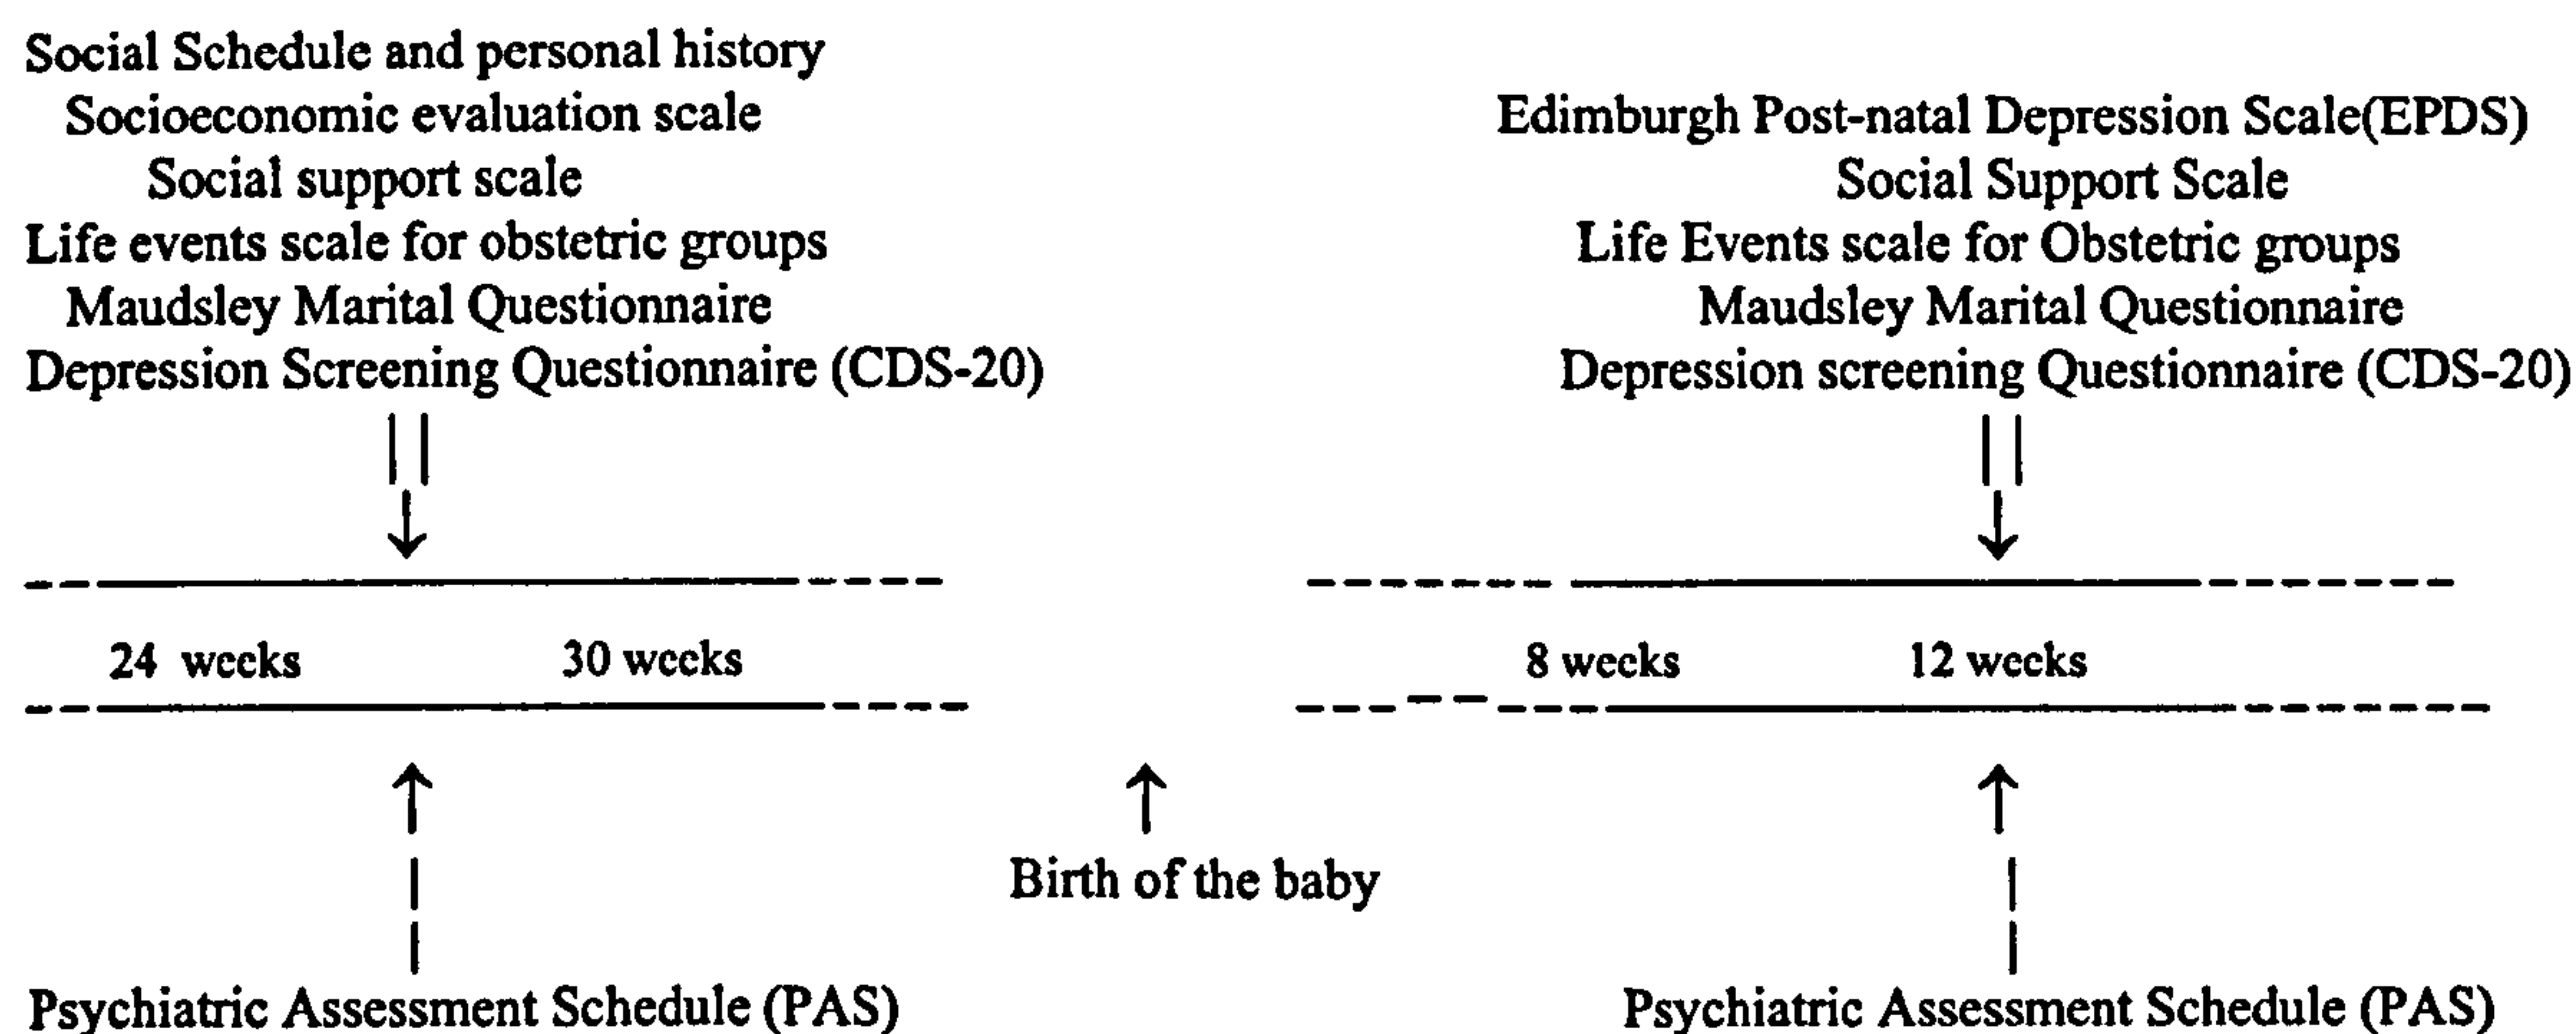 Social Schedule and personal history
Socioeconomic evaluation scale
Social support scale
Life events scale for obstetric groups
Maudsley Marital Questionnaire
Depression Screening Questionnaire (CDS-20)
Edimburgh Post-natal Depression Scale(EPDS)
Social Support Scale
Life Events scale for Obstetric groups
Maudsley Marital Questionnaire
Depression screening Questionnaire (CDS-20)
24 weeks 30 weeks 8 weeks 12 weeks
Birth of the baby
Psychiatric Assessment Schedule (PAS) Psychiatric Assessment Schedule (PAS)